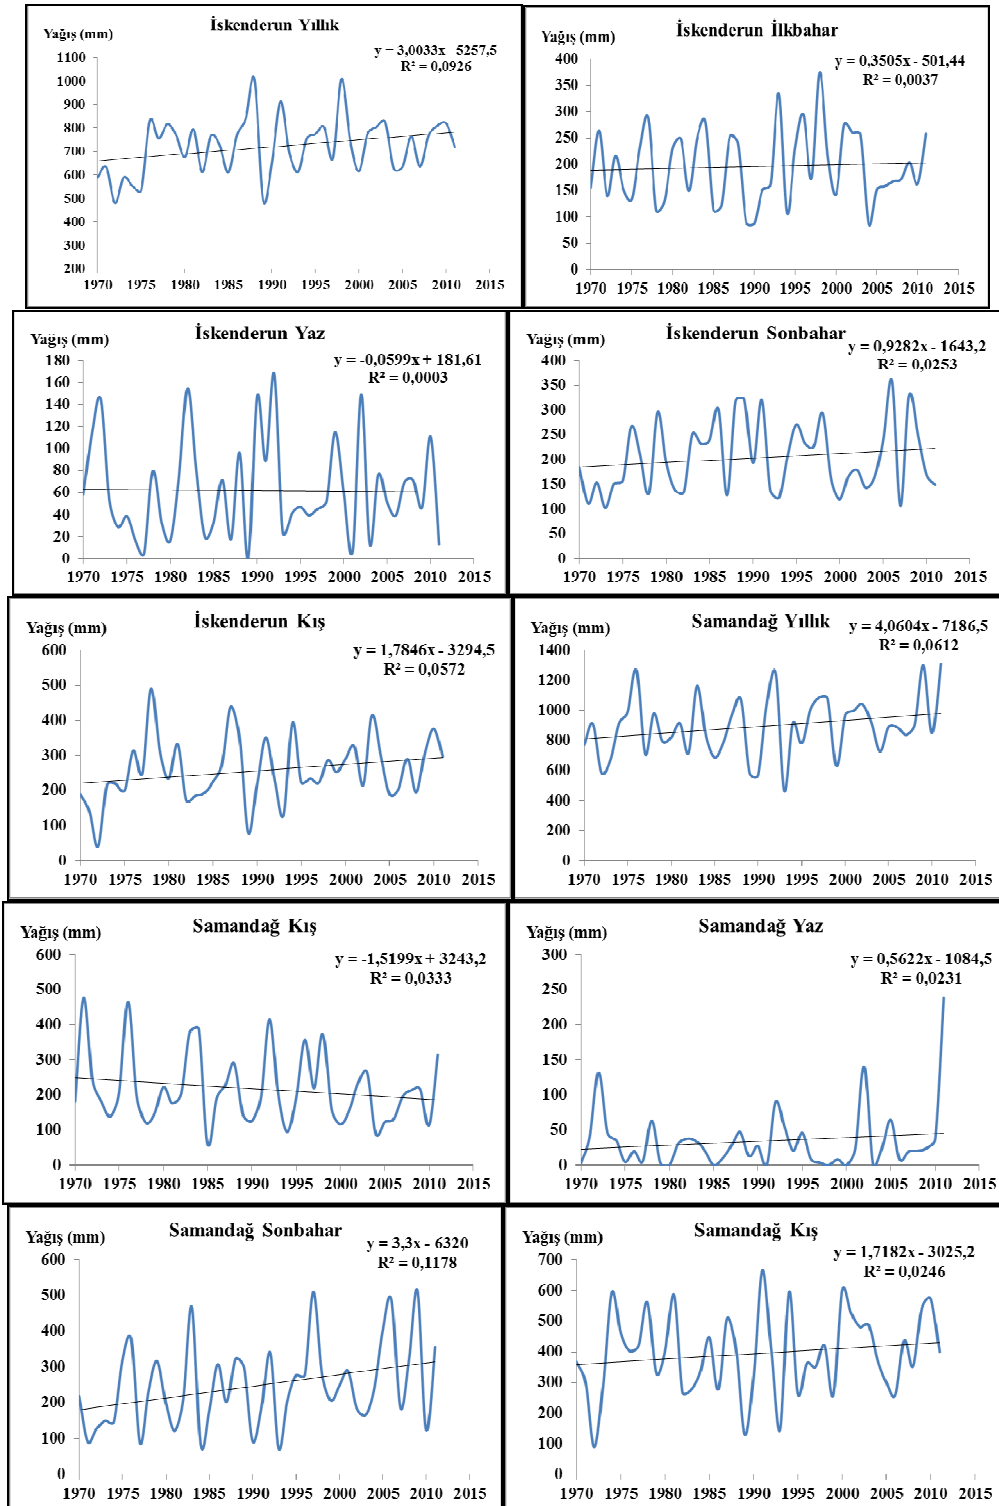 İskenderun Yıllık
Yağış (mm)
y = 3,0033x - 5257,5
R² = 0,0926
1100
1000
900
800
700
600
500
400
300
200
1970 1975 1980 1985 1990 1995 2000 2005 2010 2015
İskenderun İlkbahar
Yağış (mm)
y = 0,3505x - 501,44
R² = 0,0037
400
350
300
250
200
150
100
50
0
1970 1975 1980 1985 1990 1995 2000 2005 2010 2015
İskenderun Yaz
Yağış (mm)
y = -0,0599x + 181,61
R² = 0,0003
180
160
140
120
100
80
60
40
20
0
1970 1975 1980 1985 1990 1995 2000 2005 2010 2015
İskenderun Sonbahar
Yağış (mm)
y = 0,9282x - 1643,2
R² = 0,0253
400
350
300
250
200
150
100
50
0
1970 1975 1980 1985 1990 1995 2000 2005 2010 2015
İskenderun Kış
Yağış (mm)
y = 1,7846x - 3294,5
R² = 0,0572
600
500
400
300
200
100
0
1970 1975 1980 1985 1990 1995 2000 2005 2010 2015
Samandağ Yıllık
Yağış (mm)
y = 4,0604x - 7186,5
R² = 0,0612
1400
1200
1000
800
600
400
200
0
1970 1975 1980 1985 1990 1995 2000 2005 2010 2015
Samandağ Kış
Yağış (mm)
y = -1,5199x + 3243,2
R² = 0,0333
600
500
400
300
200
100
0
1970 1975 1980 1985 1990 1995 2000 2005 2010 2015
Samandağ Yaz
Yağış (mm)
y = 0,5622x - 1084,5
R² = 0,0231
300
250
200
150
100
50
0
1970 1975 1980 1985 1990 1995 2000 2005 2010 2015
Samandağ Sonbahar
Yağış (mm)
y = 3,3x - 6320
R² = 0,1178
600
500
400
300
200
100
0
1970 1975 1980 1985 1990 1995 2000 2005 2010 2015
Samandağ Kış
Yağış (mm)
y = 1,7182x - 3025,2
R² = 0,0246
700
600
500
400
300
200
100
0
1970 1975 1980 1985 1990 1995 2000 2005 2010 2015